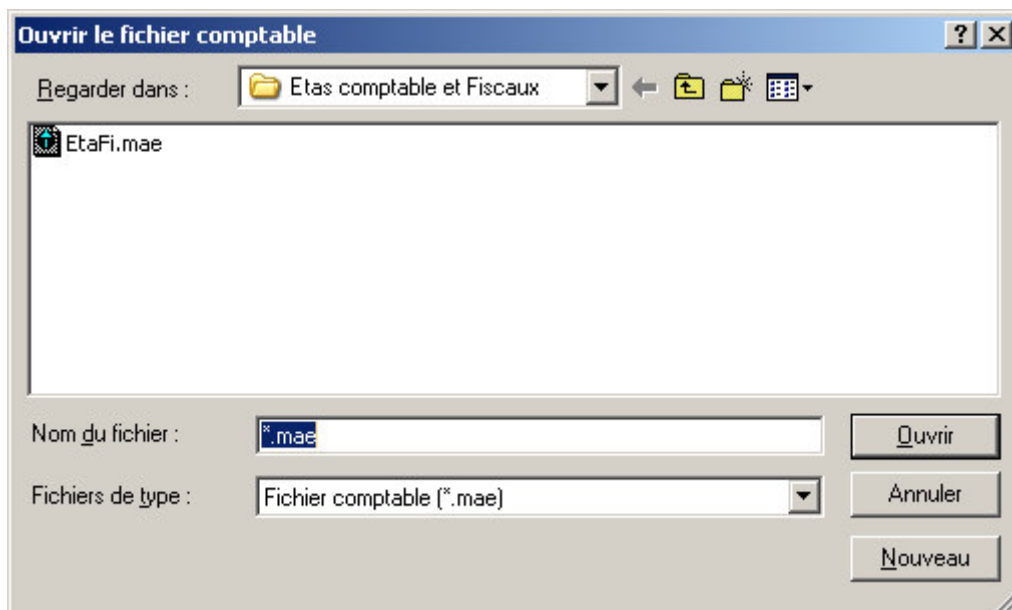 Ouvrir le fichier comptable
Regarder dans :
Etas comptable et Fiscaux
EtaFi.mae
Nom du fichier :
*.mae
Ouvrir
Fichiers de type :
Fichier comptable (*.mae)
Annuler
Nouveau